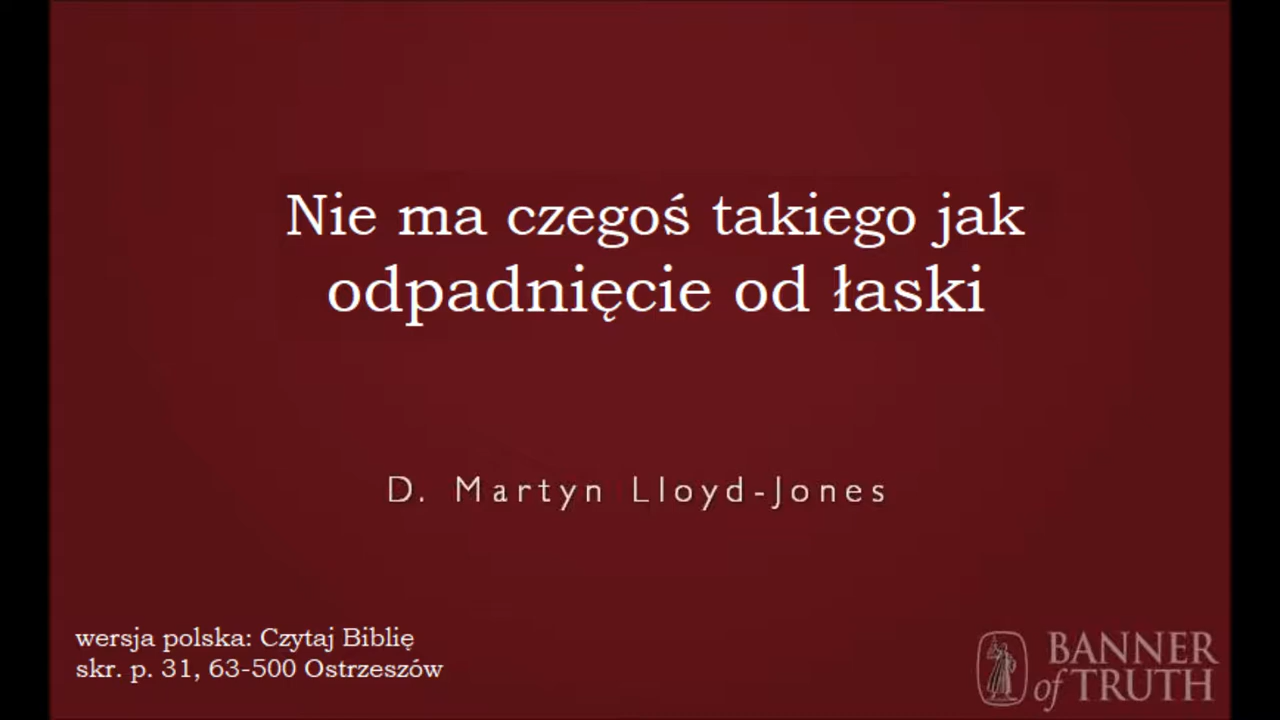 Nie ma czegoś takiego jak
odpadnięcie od łaski
D. Martyn Lloyd-Jones
wersja polska: Czytaj Biblię
skr. p. 31, 63-500 Ostrzeszów
BANNER
of TRUTH